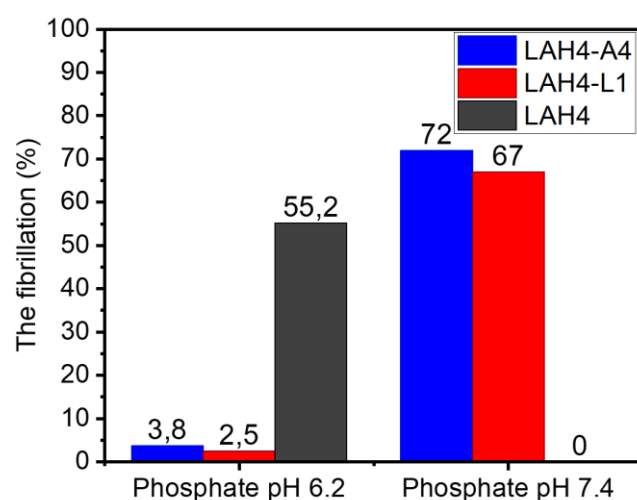 The fibrillation (%)
100
90
80
70
60
50
40
30
20
10
0
LAH4-A4
LAH4-L1
LAH4
3,8
2,5
55,2
72
67
0
Phosphate pH 6.2
Phosphate pH 7.4